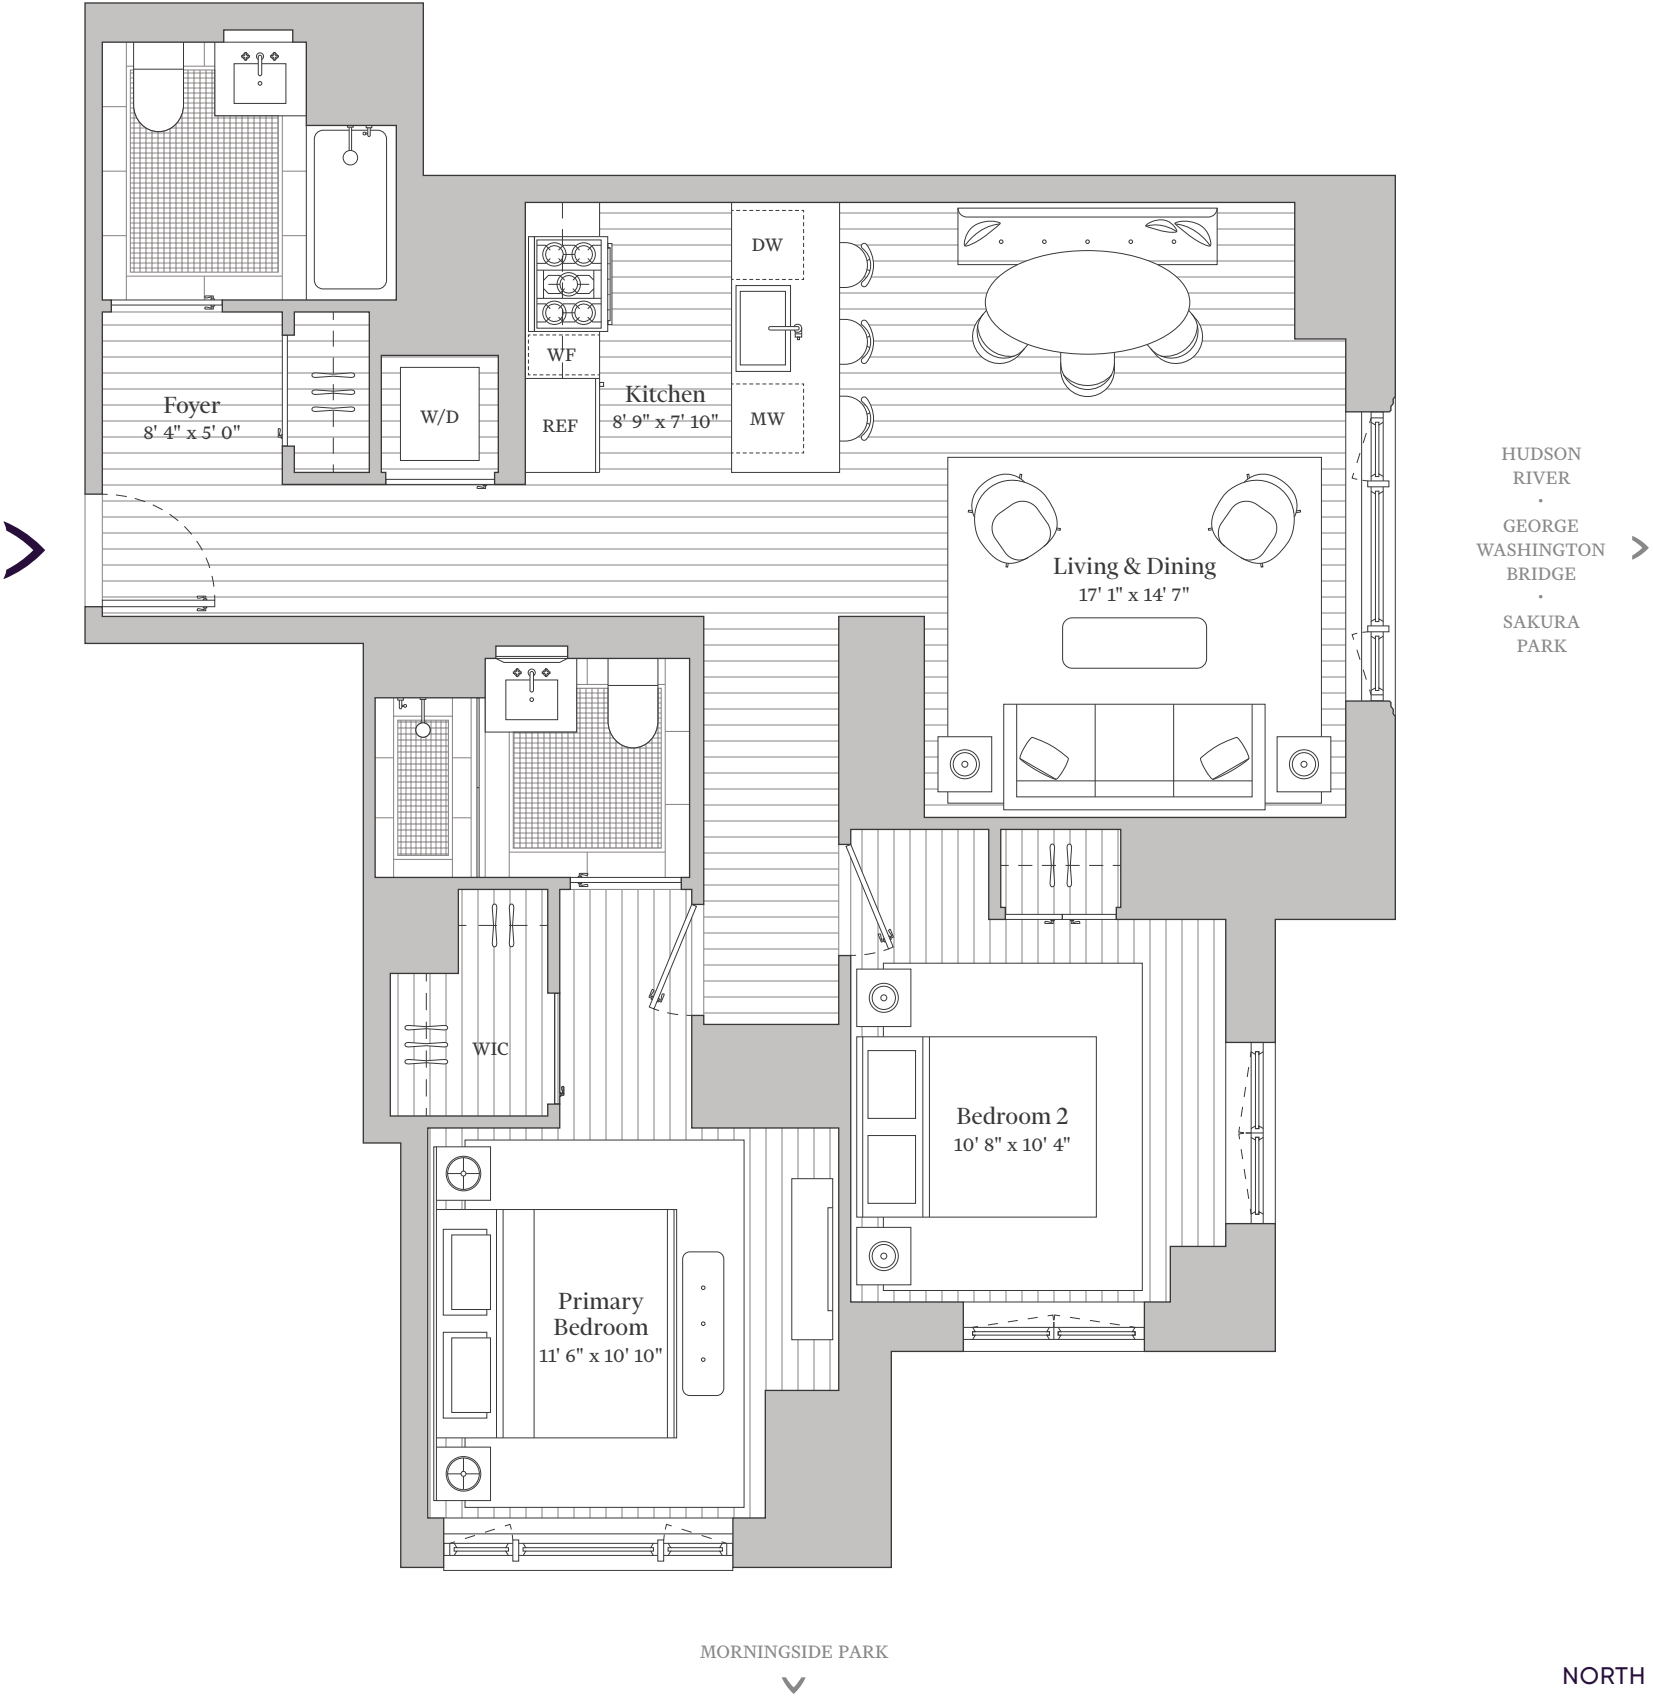 DW
WF
Kitchen
8' 9" x 7' 10"
Foyer
8' 4" x 5' 0"
W/D
REF
MW
HUDSON
RIVER
•
GEORGE
WASHINGTON
BRIDGE
•
SAKURA
PARK
Living & Dining
17' 1" x 14' 7"
WIC
Bedroom 2
10' 8" x 10' 4"
Primary
Bedroom
11' 6" x 10' 10"
MORNINGSIDE PARK
NORTH